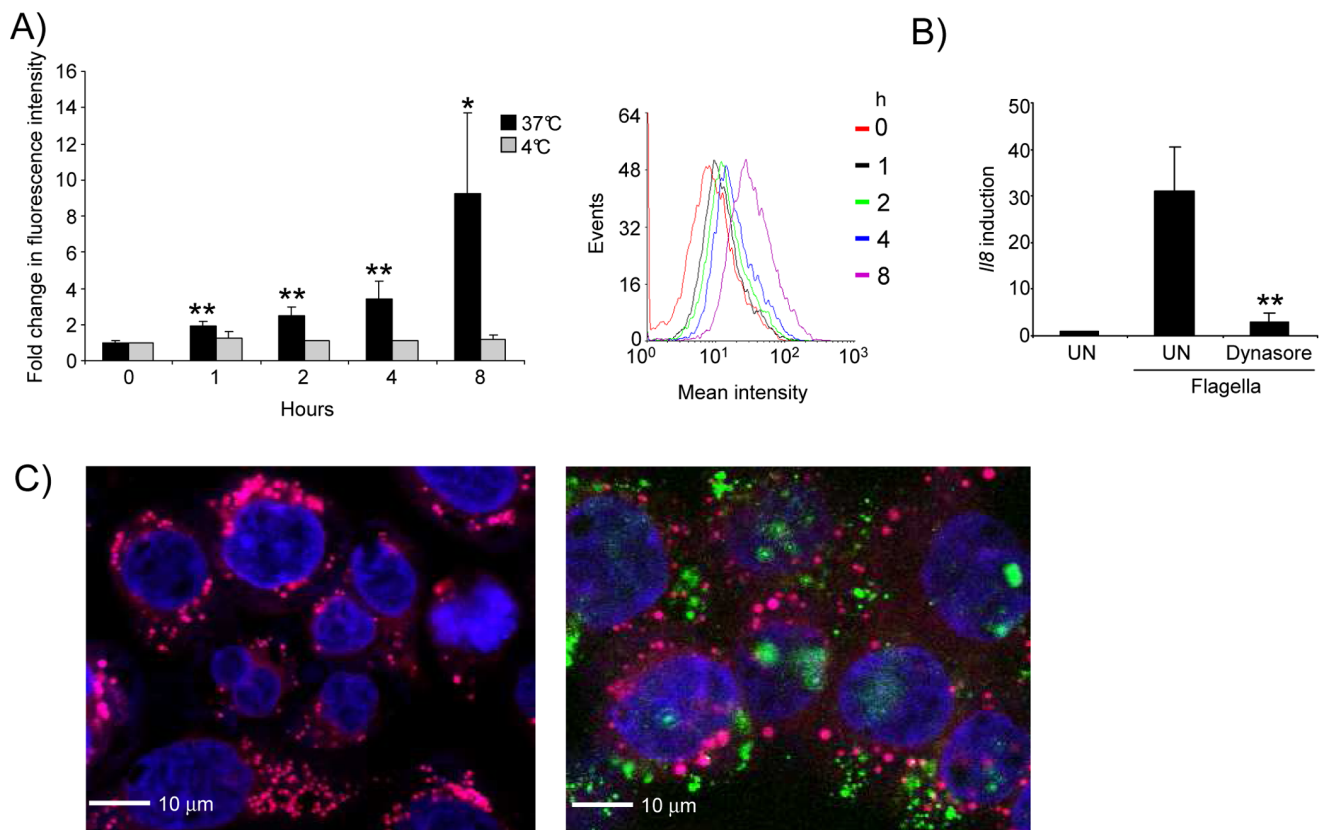 A)
Fold change in fluorescence intensity
16
14
12
10
8
6
4
2
0
** ** ** *
0 1 2 4 8
Hours
37°C
4°C
Events
64
48
32
16
0
10⁰ 10¹ 10² 10³
Mean intensity
h
0
1
2
4
8
B)
Il8 induction
50
40
30
20
10
0
**
UN UN Dynasore
Flagella
C)
10 μm
10 μm